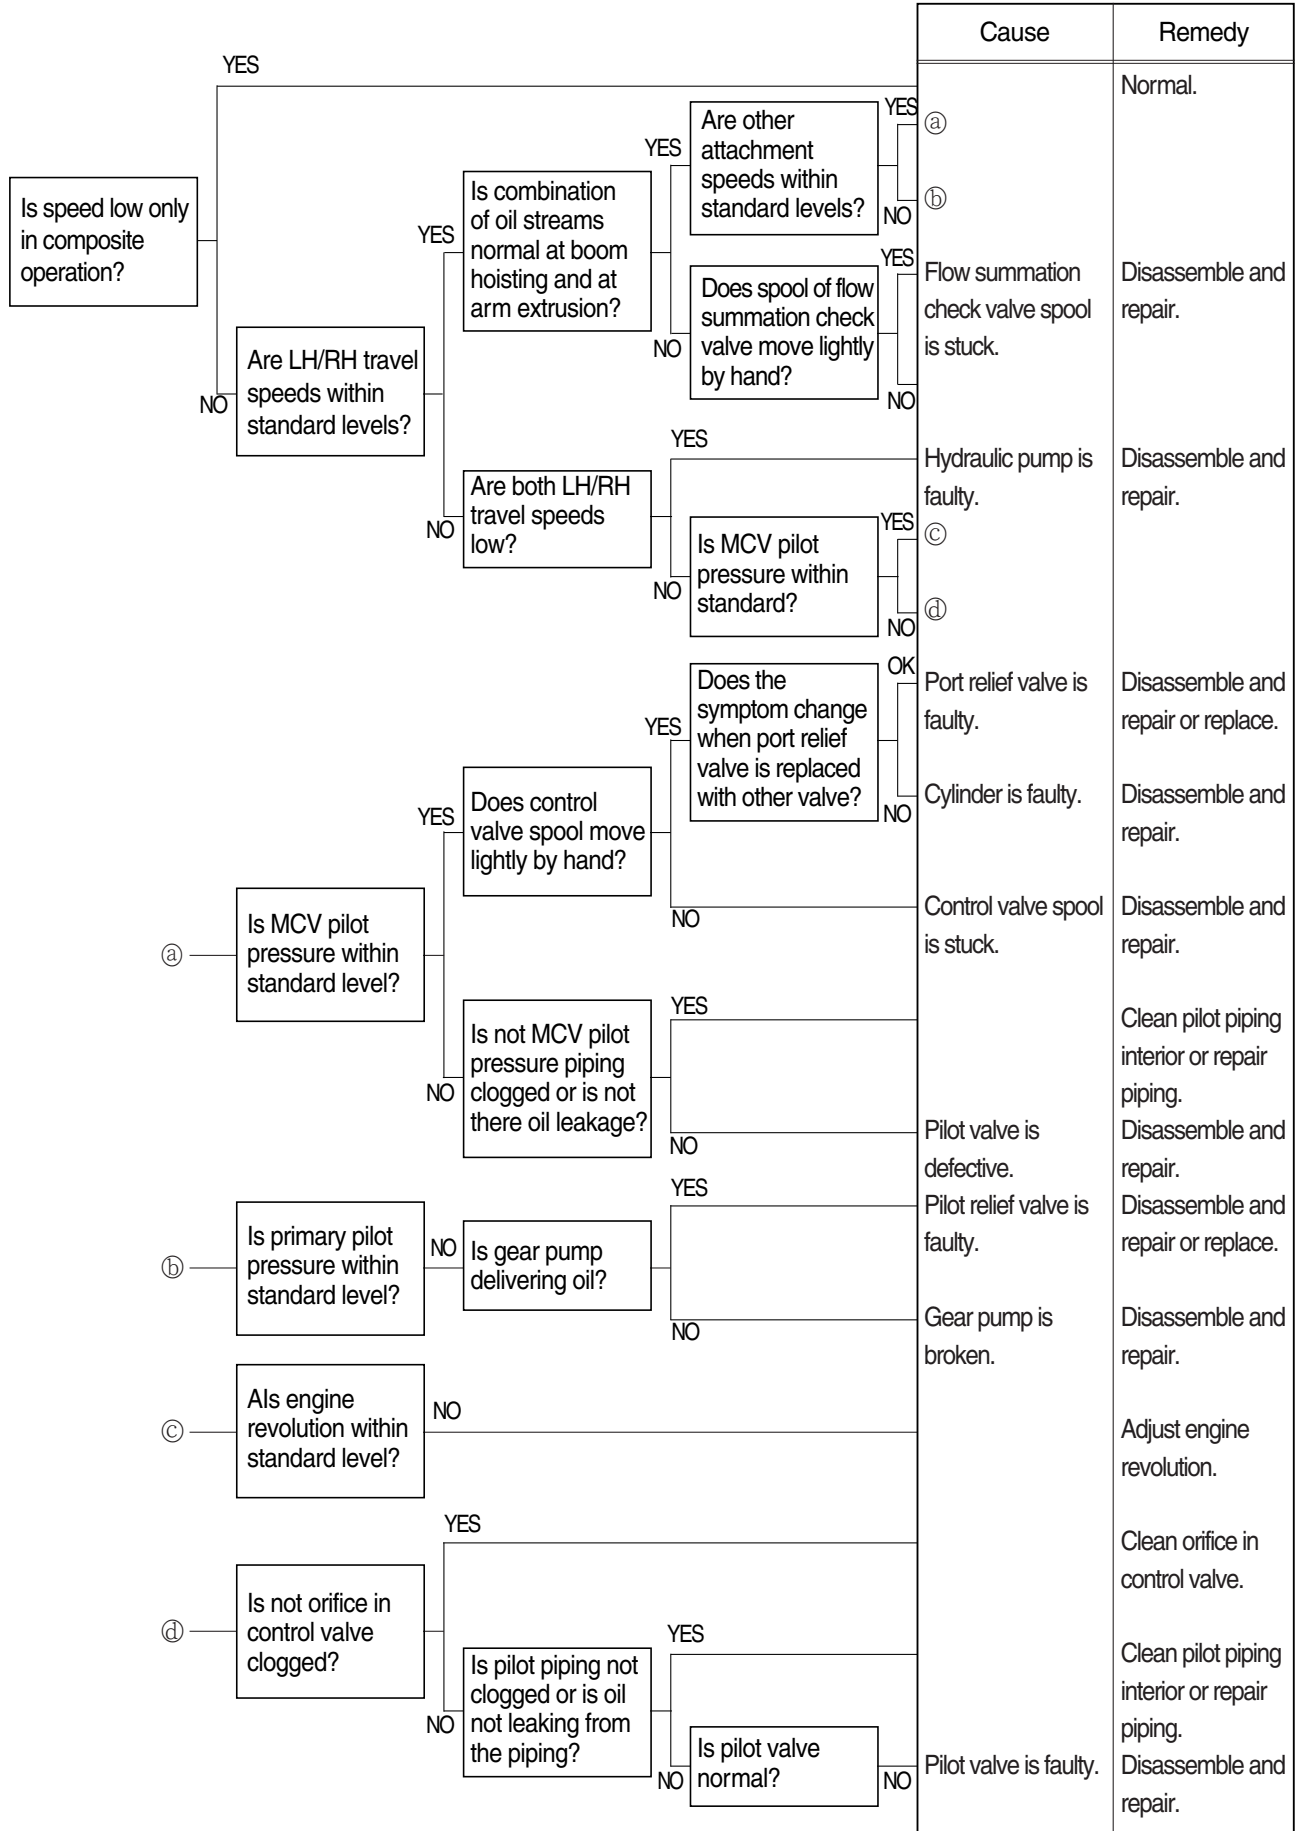 Cause
Remedy
YES
Normal.
Is speed low only
in composite
operation?
NO
Are LH/RH travel
speeds within
standard levels?
YES
Is combination
of oil streams
normal at boom
hoisting and at
arm extrusion?
YES
Are other
attachment
speeds within
standard levels?
YES
ⓐ
NO
ⓑ
NO
Does spool of flow
summation check
valve move lightly
by hand?
YES
Flow summation
check valve spool
is stuck.
Disassemble and
repair.
NO
NO
Are both LH/RH
travel speeds
low?
YES
Hydraulic pump is
faulty.
Disassemble and
repair.
NO
Is MCV pilot
pressure within
standard?
YES
ⓒ
NO
ⓓ
ⓐ
Is MCV pilot
pressure within
standard level?
YES
Does control
valve spool move
lightly by hand?
YES
Does the
symptom change
when port relief
valve is replaced
with other valve?
OK
Port relief valve is
faulty.
Disassemble and
repair or replace.
NO
Cylinder is faulty.
Disassemble and
repair.
NO
Control valve spool
is stuck.
Disassemble and
repair.
NO
Is not MCV pilot
pressure piping
clogged or is not
there oil leakage?
YES
Clean pilot piping
interior or repair
piping.
NO
Pilot valve is
defective.
Disassemble and
repair.
ⓑ
Is primary pilot
pressure within
standard level?
NO
Is gear pump
delivering oil?
YES
Pilot relief valve is
faulty.
Disassemble and
repair or replace.
NO
Gear pump is
broken.
Disassemble and
repair.
ⓒ
AIs engine
revolution within
standard level?
NO
Adjust engine
revolution.
ⓓ
Is not orifice in
control valve
clogged?
YES
Clean orifice in
control valve.
NO
Is pilot piping not
clogged or is oil
not leaking from
the piping?
YES
Clean pilot piping
interior or repair
piping.
NO
Is pilot valve
normal?
NO
Pilot valve is faulty.
Disassemble and
repair.